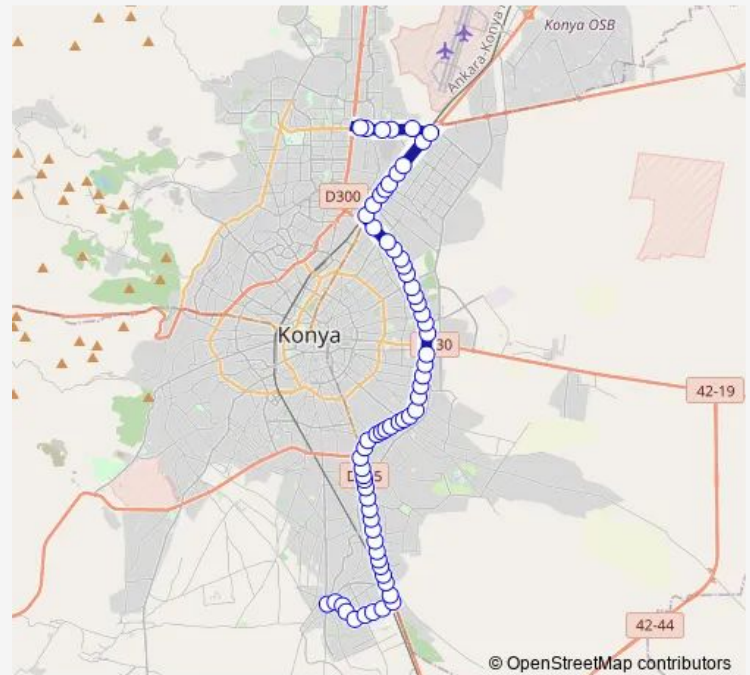 Konya OSB
Ankara-Konya
D300
Konya
30
42-19
D
5
42-44
© OpenStreetMap contributors